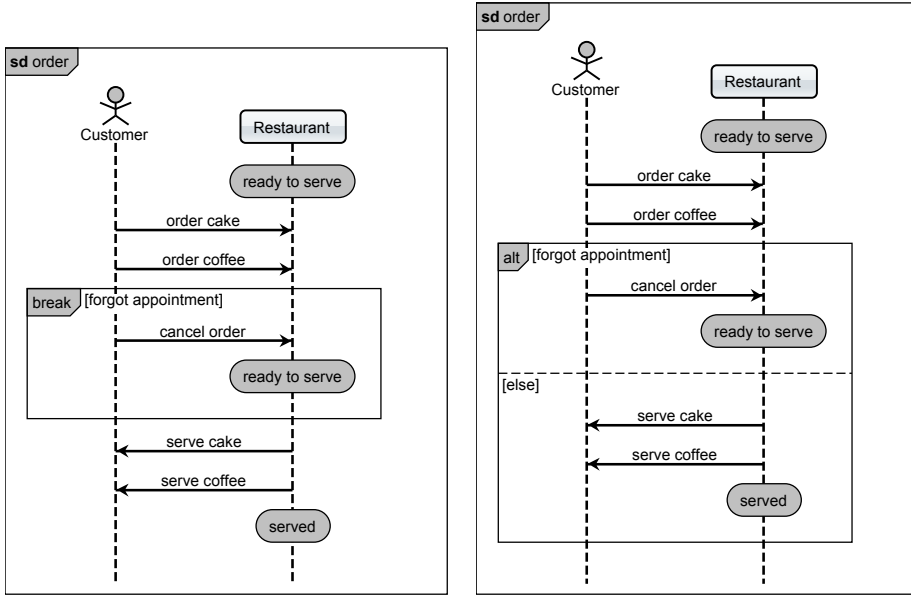 sd order
Customer
Restaurant
ready to serve
order cake
order coffee
break [forgot appointment]
cancel order
ready to serve
serve cake
serve coffee
served
sd order
Customer
Restaurant
ready to serve
order cake
order coffee
alt [forgot appointment]
cancel order
ready to serve
[else]
serve cake
serve coffee
served